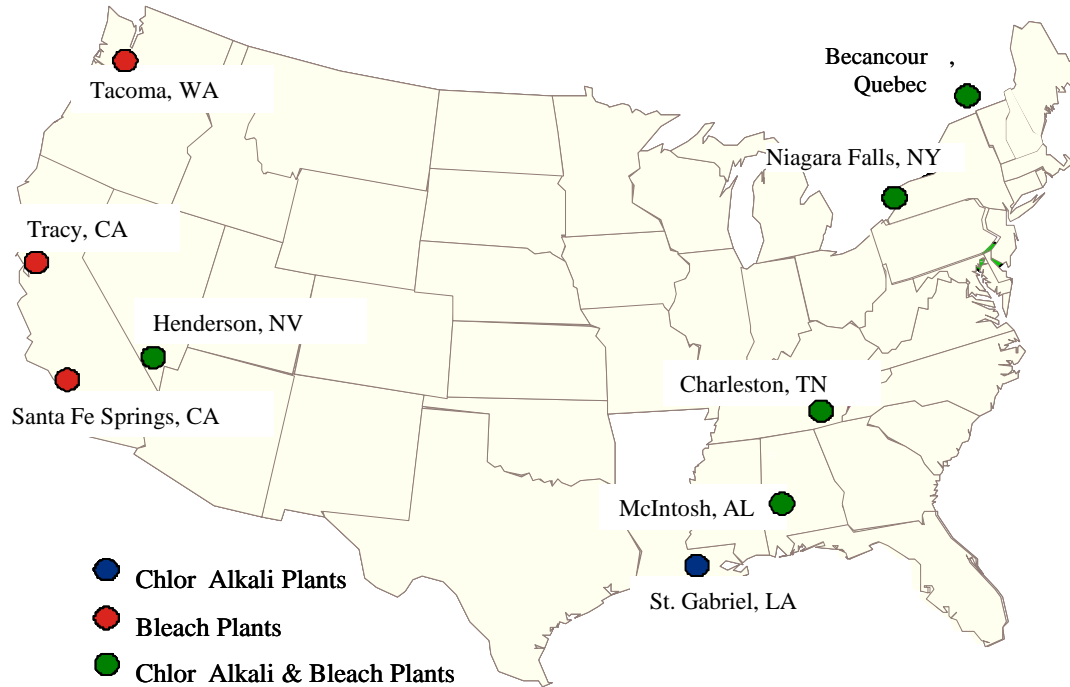 Becancour ,
Quebec
Tacoma, WA
Niagara Falls, NY
Tracy, CA
Henderson, NV
Charleston, TN
Santa Fe Springs, CA
McIntosh, AL
St. Gabriel, LA
Chlor Alkali Plants
Bleach Plants
Chlor Alkali & Bleach Plants